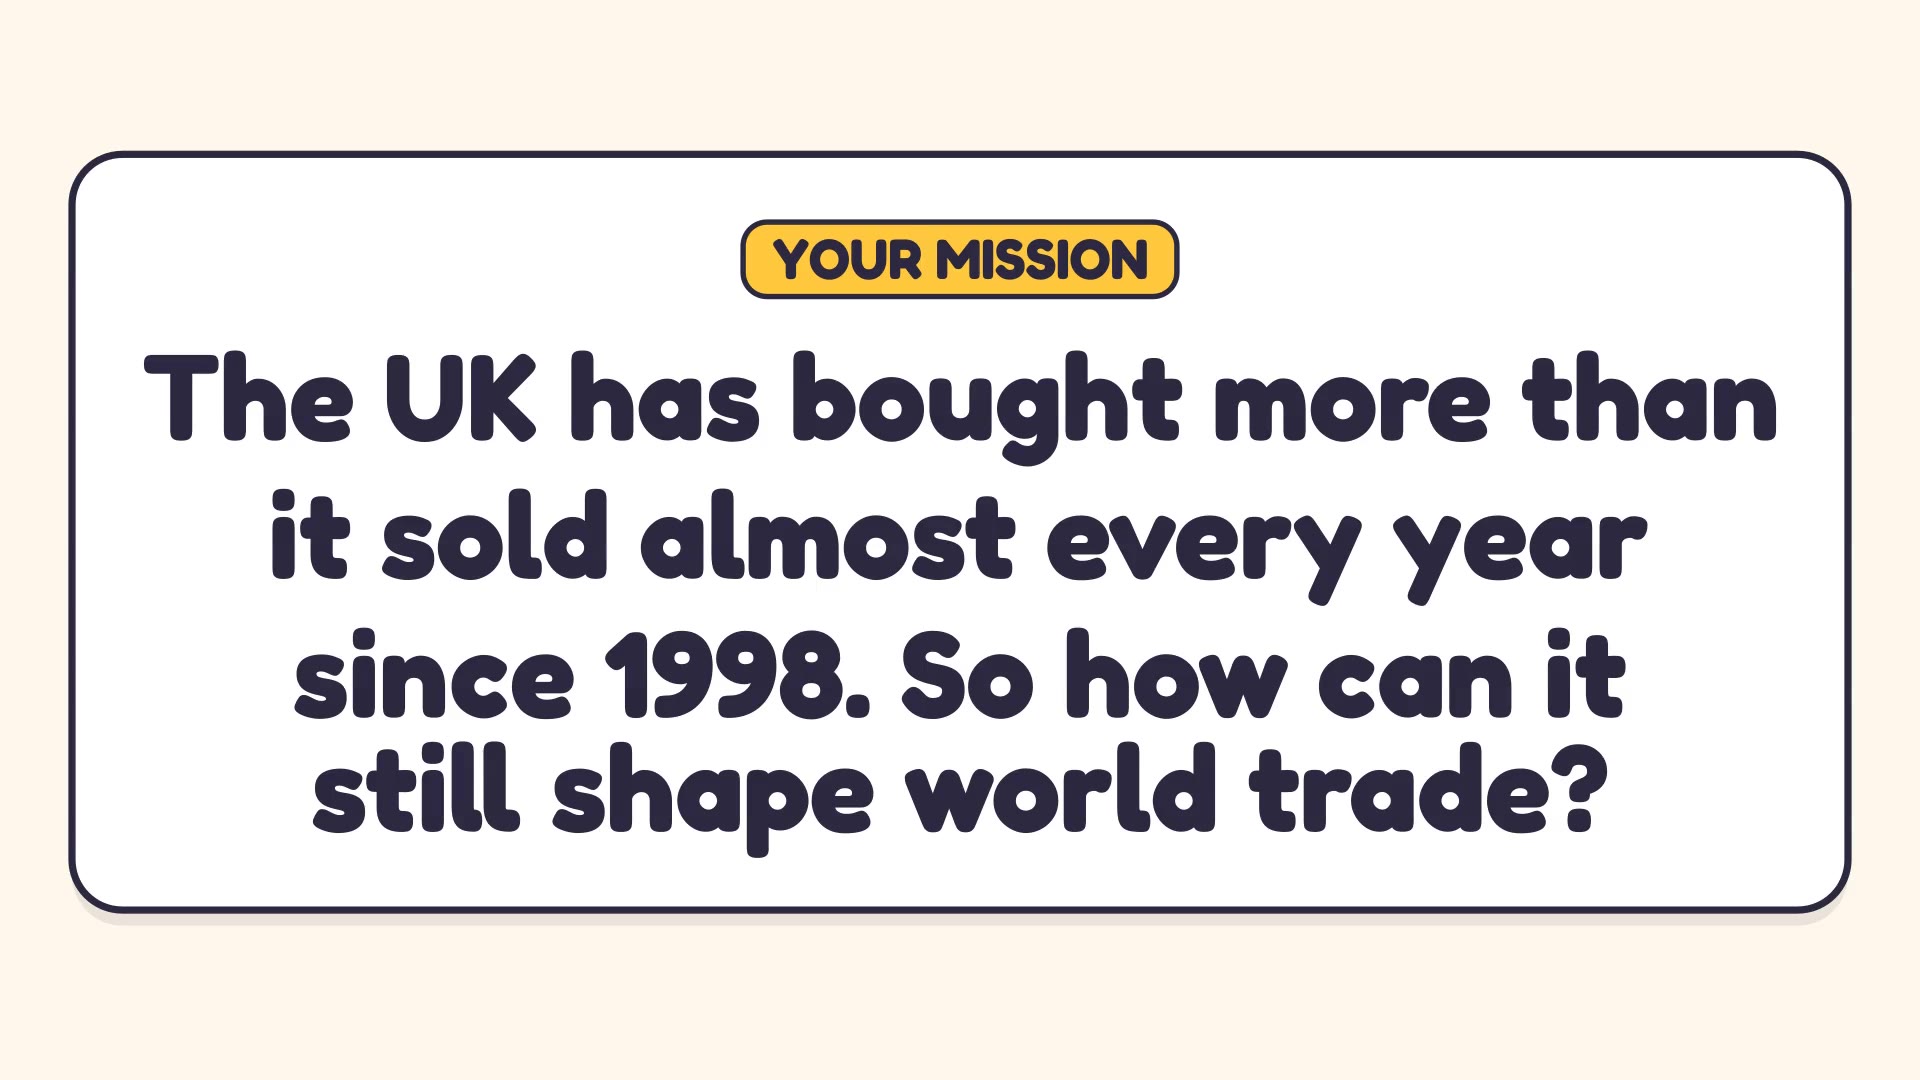 YOUR MISSION
The UK has bought more than
it sold almost every year
since 1998. So how can it
still shape world trade?